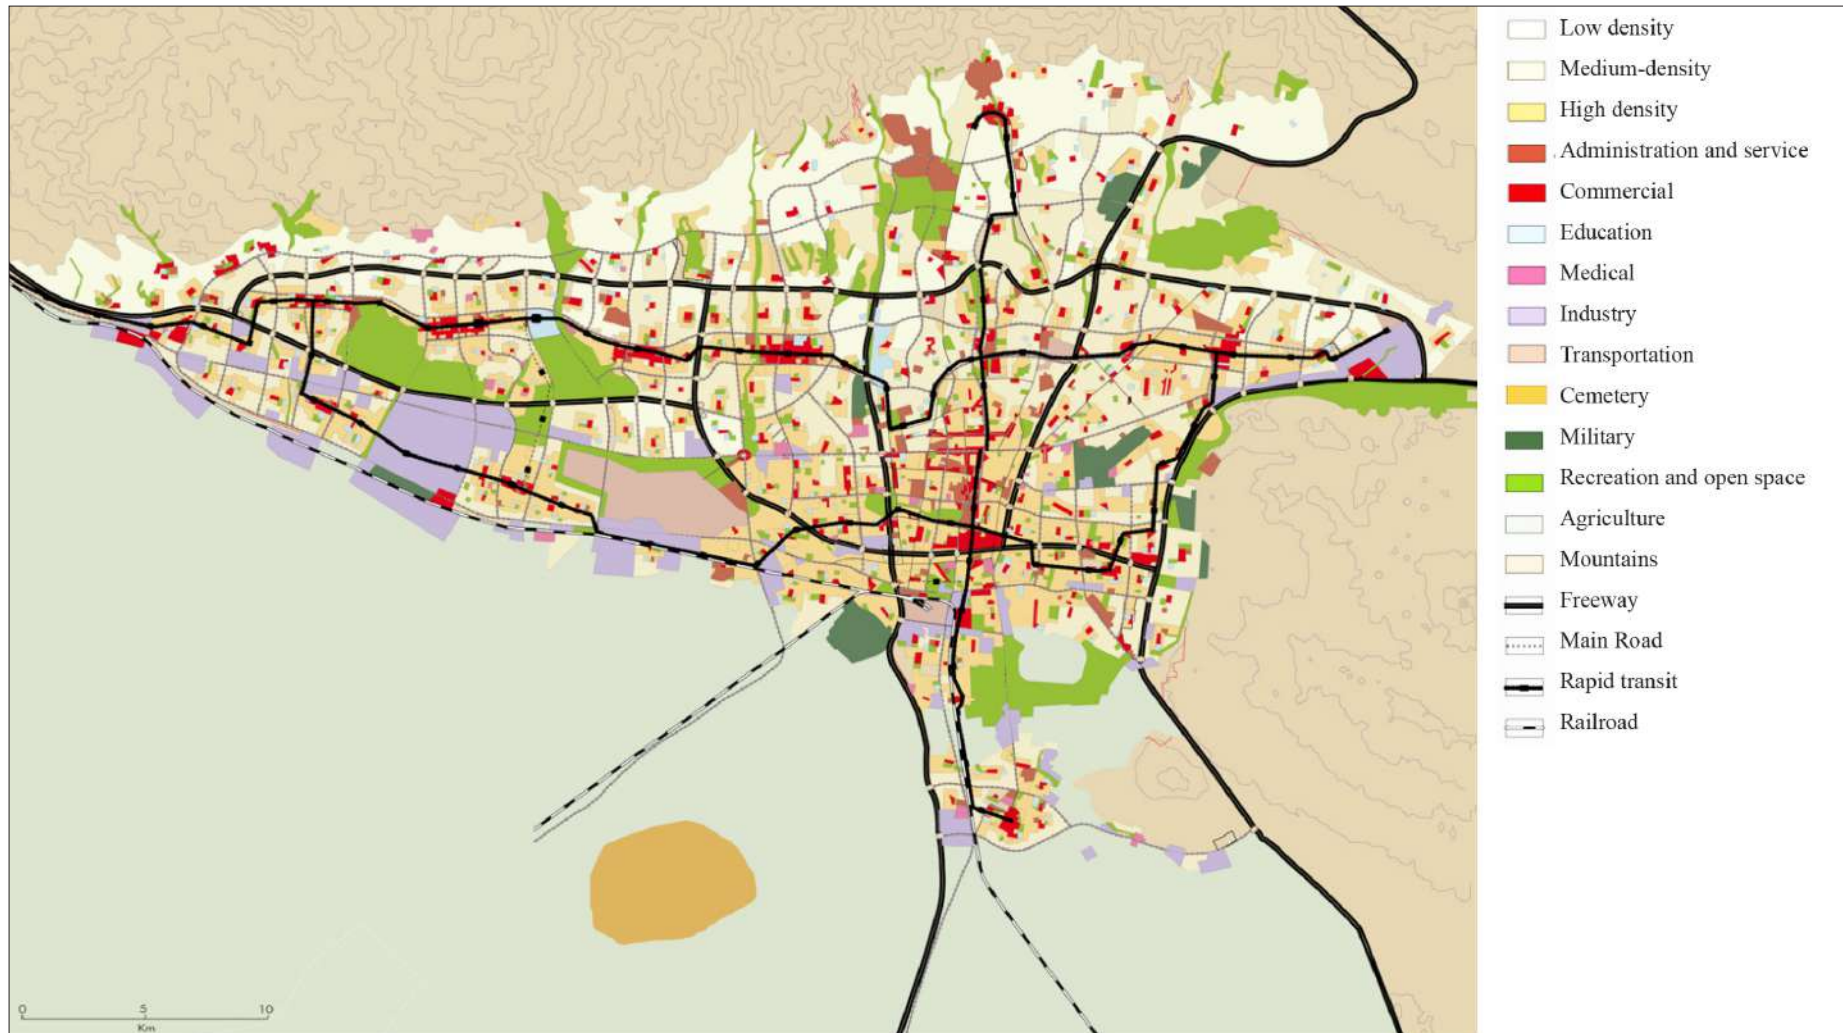 Low density
Medium-density
High density
Administration and service
Commercial
Education
Medical
Industry
Transportation
Cemetery
Military
Recreation and open space
Agriculture
Mountains
Freeway
Main Road
Rapid transit
Railroad
0 5 10
Km